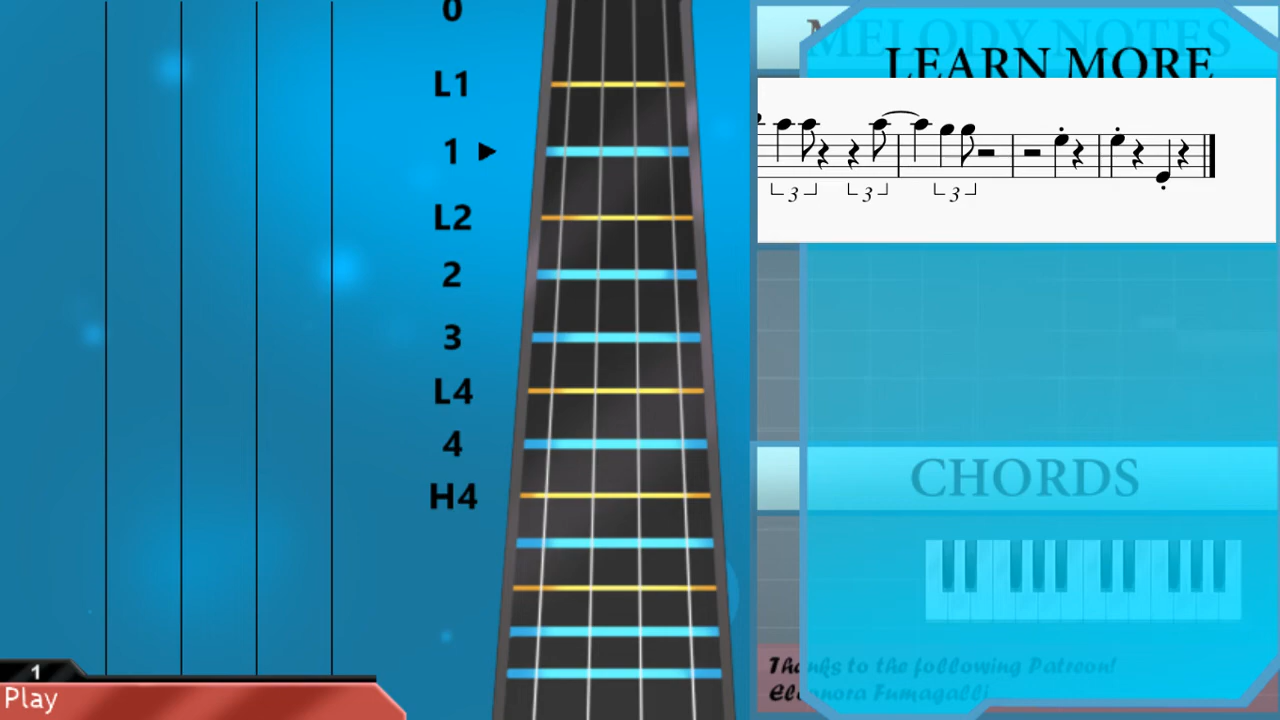 0
L1
1
L2
2
3
L4
4
H4
1
Play
MELODY NOTES
LEARN MORE
3
3
3
CHORDS
Thanks to the following Patreon!
Eleonora Fumagalli